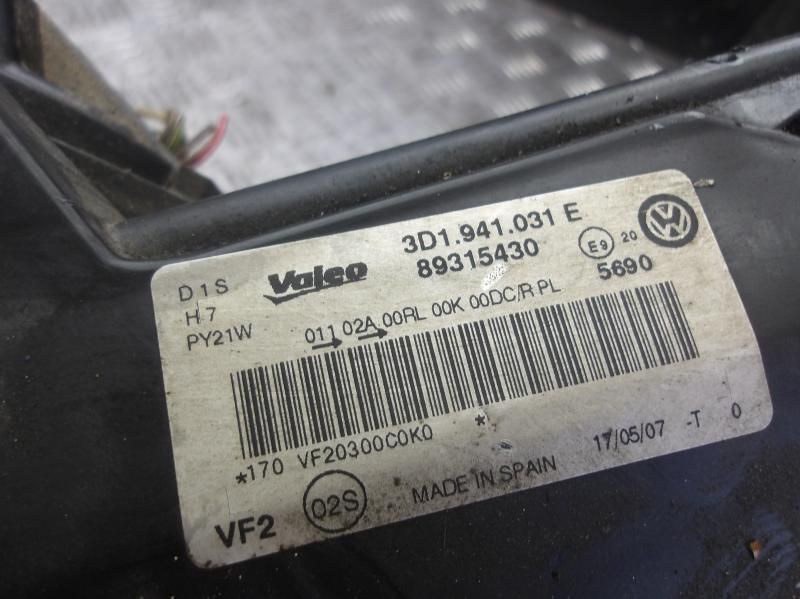 D1S
H7
PY21W
Valeo
3D1.941.031 E
89315430
E9
20
5690
011 02A 00RL 00K 00DC/R PL
*170 VF20300C0K0 *
17/05/07 -T 0
VF2
02S
MADE IN SPAIN